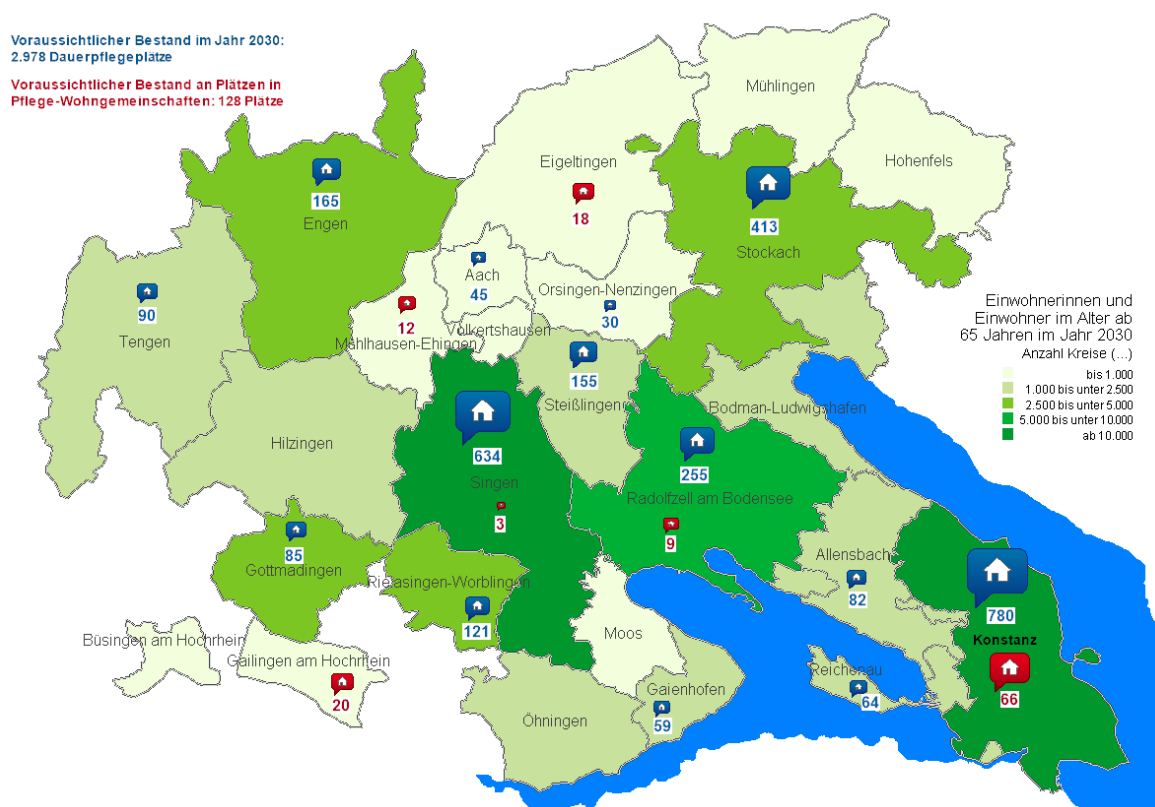 Voraussichtlicher Bestand im Jahr 2030:
2.978 Dauerpflegeplätze
Voraussichtlicher Bestand an Plätzen in
Pflege-Wohngemeinschaften: 128 Plätze
Mühlingen
Hohenfels
Eigeltingen
18
165
Engen
413
Stockach
Aach
45
Orsingen-Nenzingen
30
90
Tengen
12
Mühlhausen-Ehingen
Volkertshausen
155
Steißlingen
Einwohnerinnen und
Einwohner im Alter ab
65 Jahren im Jahr 2030
Anzahl Kreise (...)
bis 1.000
1.000 bis unter 2.500
2.500 bis unter 5.000
5.000 bis unter 10.000
ab 10.000
Bodman-Ludwigshafen
Hilzingen
634
Singen
3
255
Radolfzell am Bodensee
9
85
Gottmadingen
Rielasingen-Worblingen
121
Allensbach
82
780
Konstanz
66
Büsingen am Hochrhein
Gailingen am Hochrhein
20
Moos
Reichenau
64
Gaienhofen
59
Öhningen